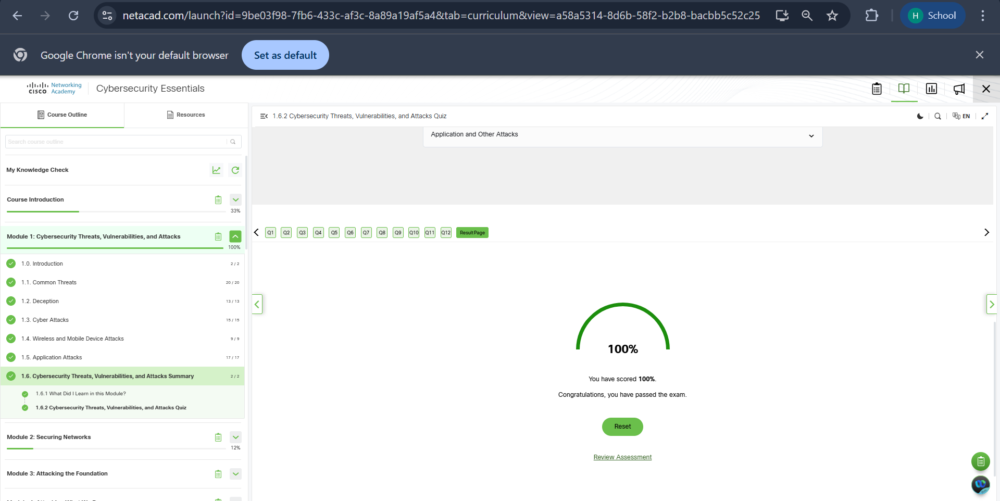 netacad.com/launch?id=9be03f98-7fb6-433c-af3c-8a89a19af5a4&tab=curriculum&view=a58a5314-8d6b-58f2-b2b8-bacbb5c52c25
H School
Google Chrome isn't your default browser
Set as default
cisco Networking Academy
Cybersecurity Essentials
Course Outline
Resources
1.6.2 Cybersecurity Threats, Vulnerabilities, and Attacks Quiz
EN
Search course outline
Application and Other Attacks
My Knowledge Check
Course Introduction
33%
Module 1: Cybersecurity Threats, Vulnerabilities, and Attacks
100%
1.0. Introduction 2 / 2
1.1. Common Threats 20 / 20
1.2. Deception 13 / 13
1.3. Cyber Attacks 15 / 15
1.4. Wireless and Mobile Device Attacks 9 / 9
1.5. Application Attacks 17 / 17
1.6. Cybersecurity Threats, Vulnerabilities, and Attacks Summary 2 / 2
1.6.1 What Did I Learn in this Module?
1.6.2 Cybersecurity Threats, Vulnerabilities, and Attacks Quiz
Module 2: Securing Networks
12%
Module 3: Attacking the Foundation
Q1 Q2 Q3 Q4 Q5 Q6 Q7 Q8 Q9 Q10 Q11 Q12 ResultPage
100%
You have scored 100%.
Congratulations, you have passed the exam.
Reset
Review Assessment